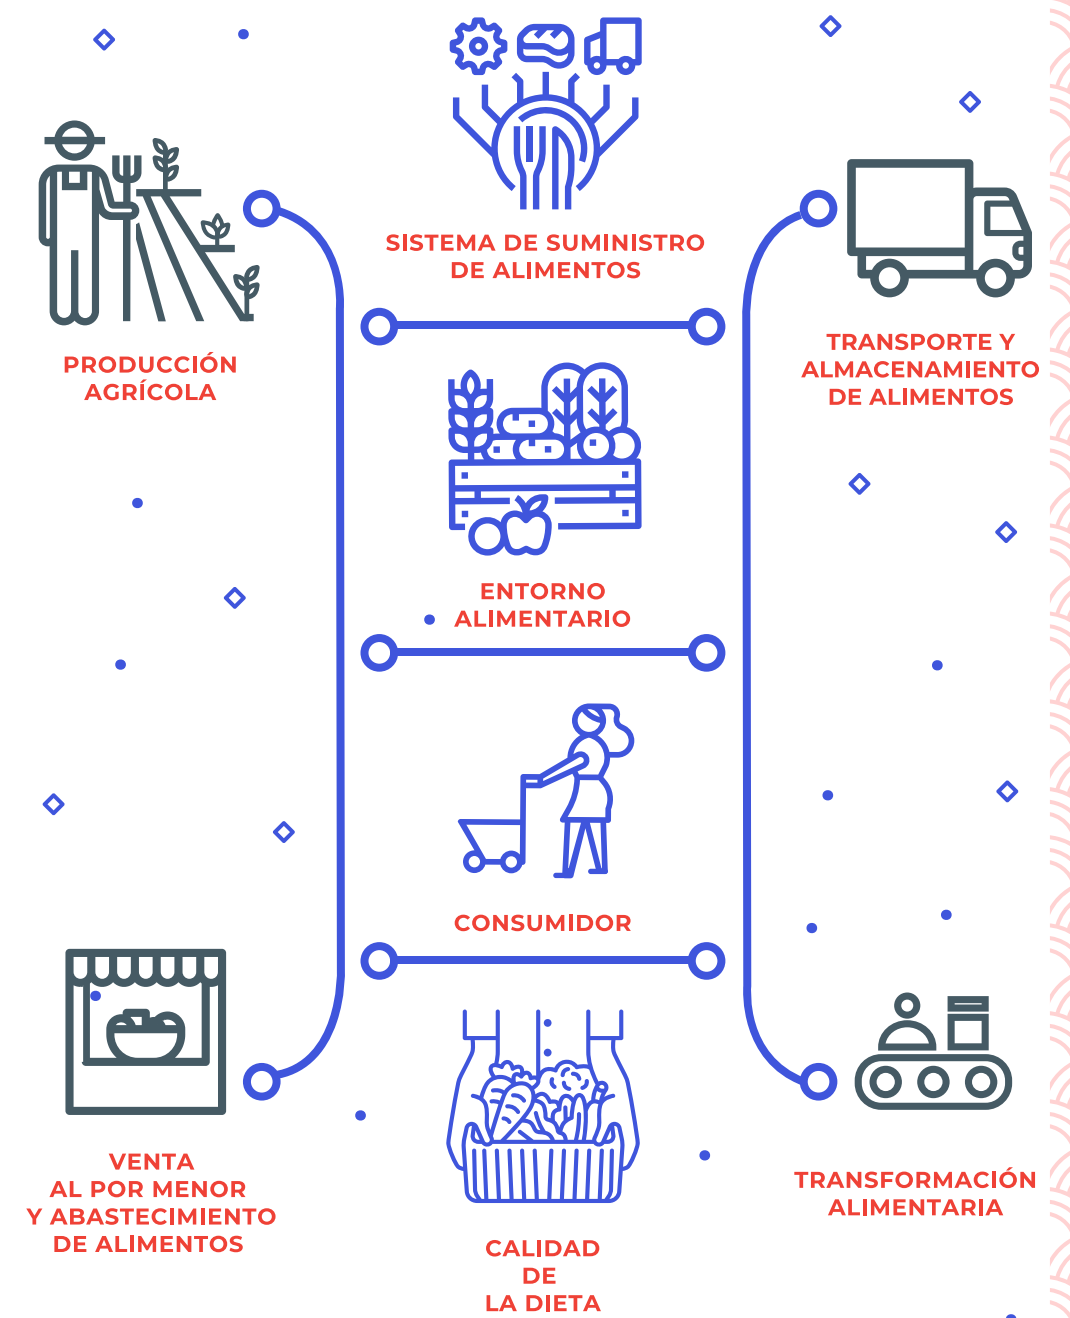 SISTEMA DE SUMINISTRO
DE ALIMENTOS
PRODUCCIÓN
AGRÍCOLA
TRANSPORTE Y
ALMACENAMIENTO
DE ALIMENTOS
ENTORNO
ALIMENTARIO
CONSUMIDOR
VENTA
AL POR MENOR
Y ABASTECIMIENTO
DE ALIMENTOS
TRANSFORMACIÓN
ALIMENTARIA
CALIDAD
DE
LA DIETA